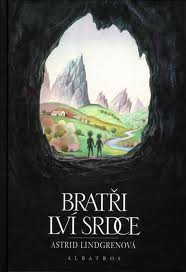 BRATŘI
LVÍ SRDCE
ASTRID LINDGRENOVÁ
ALBATROS